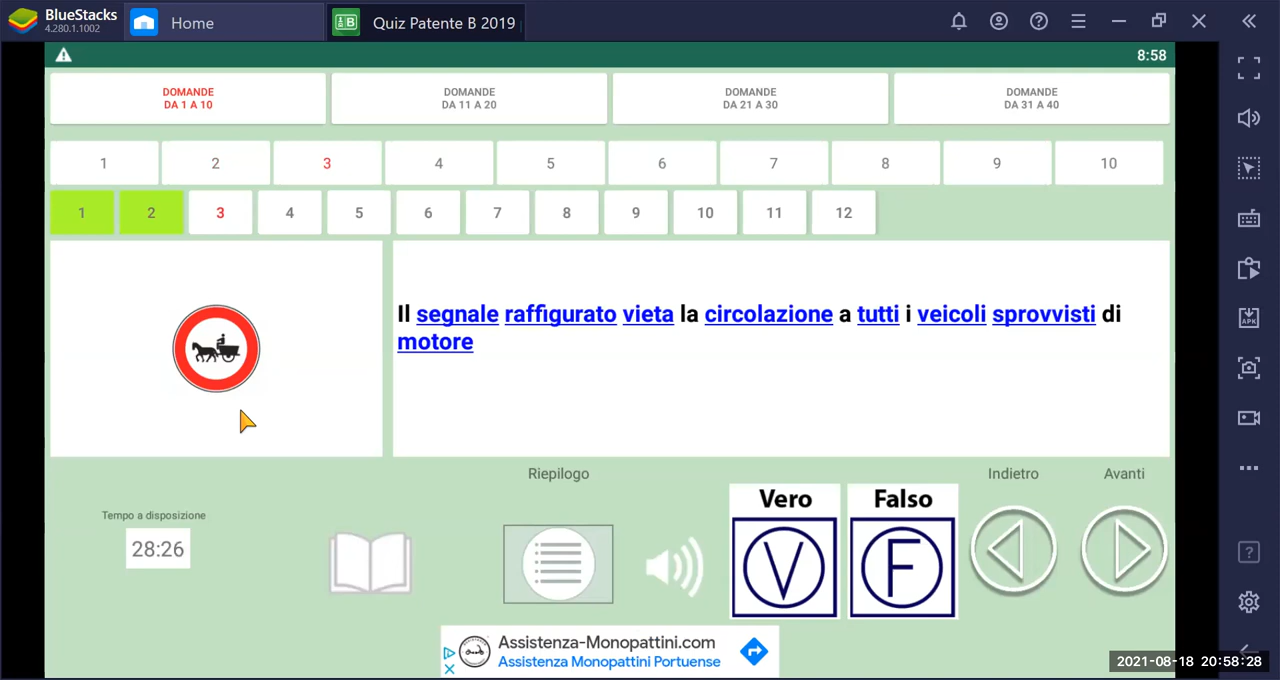 BlueStacks
4.280.1.1002
Home
Quiz Patente B 2019
8:58
DOMANDE
DA 1 A 10
DOMANDE
DA 11 A 20
DOMANDE
DA 21 A 30
DOMANDE
DA 31 A 40
1 2 3 4 5 6 7 8 9 10
1 2 3 4 5 6 7 8 9 10 11 12
Il segnale raffigurato vieta la circolazione a tutti i veicoli sprovvisti di
motore
Riepilogo
Indietro
Avanti
Tempo a disposizione
28:26
Vero
V
Falso
F
Assistenza-Monopattini.com
Assistenza Monopattini Portuense
APK
2021-08-18 20:58:28